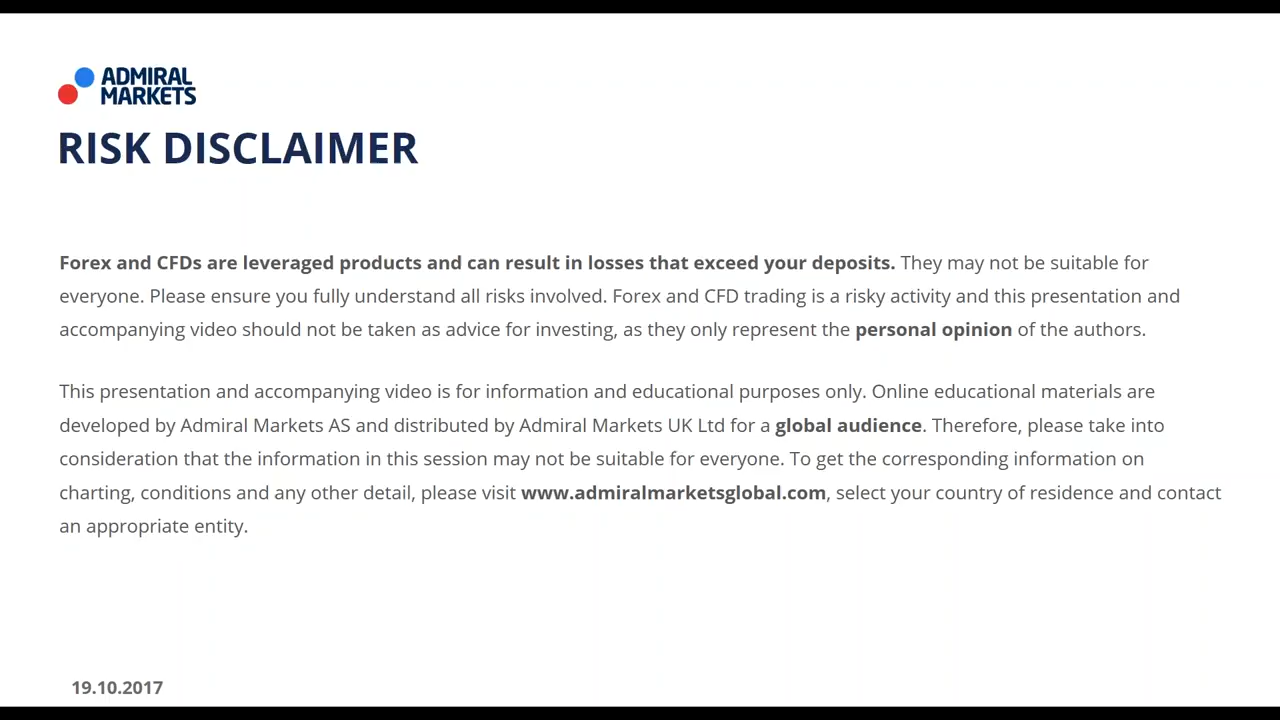 ADMIRAL
MARKETS
RISK DISCLAIMER
Forex and CFDs are leveraged products and can result in losses that exceed your deposits. They may not be suitable for
everyone. Please ensure you fully understand all risks involved. Forex and CFD trading is a risky activity and this presentation and
accompanying video should not be taken as advice for investing, as they only represent the personal opinion of the authors.
This presentation and accompanying video is for information and educational purposes only. Online educational materials are
developed by Admiral Markets AS and distributed by Admiral Markets UK Ltd for a global audience. Therefore, please take into
consideration that the information in this session may not be suitable for everyone. To get the corresponding information on
charting, conditions and any other detail, please visit www.admiralmarketsglobal.com, select your country of residence and contact
an appropriate entity.
19.10.2017